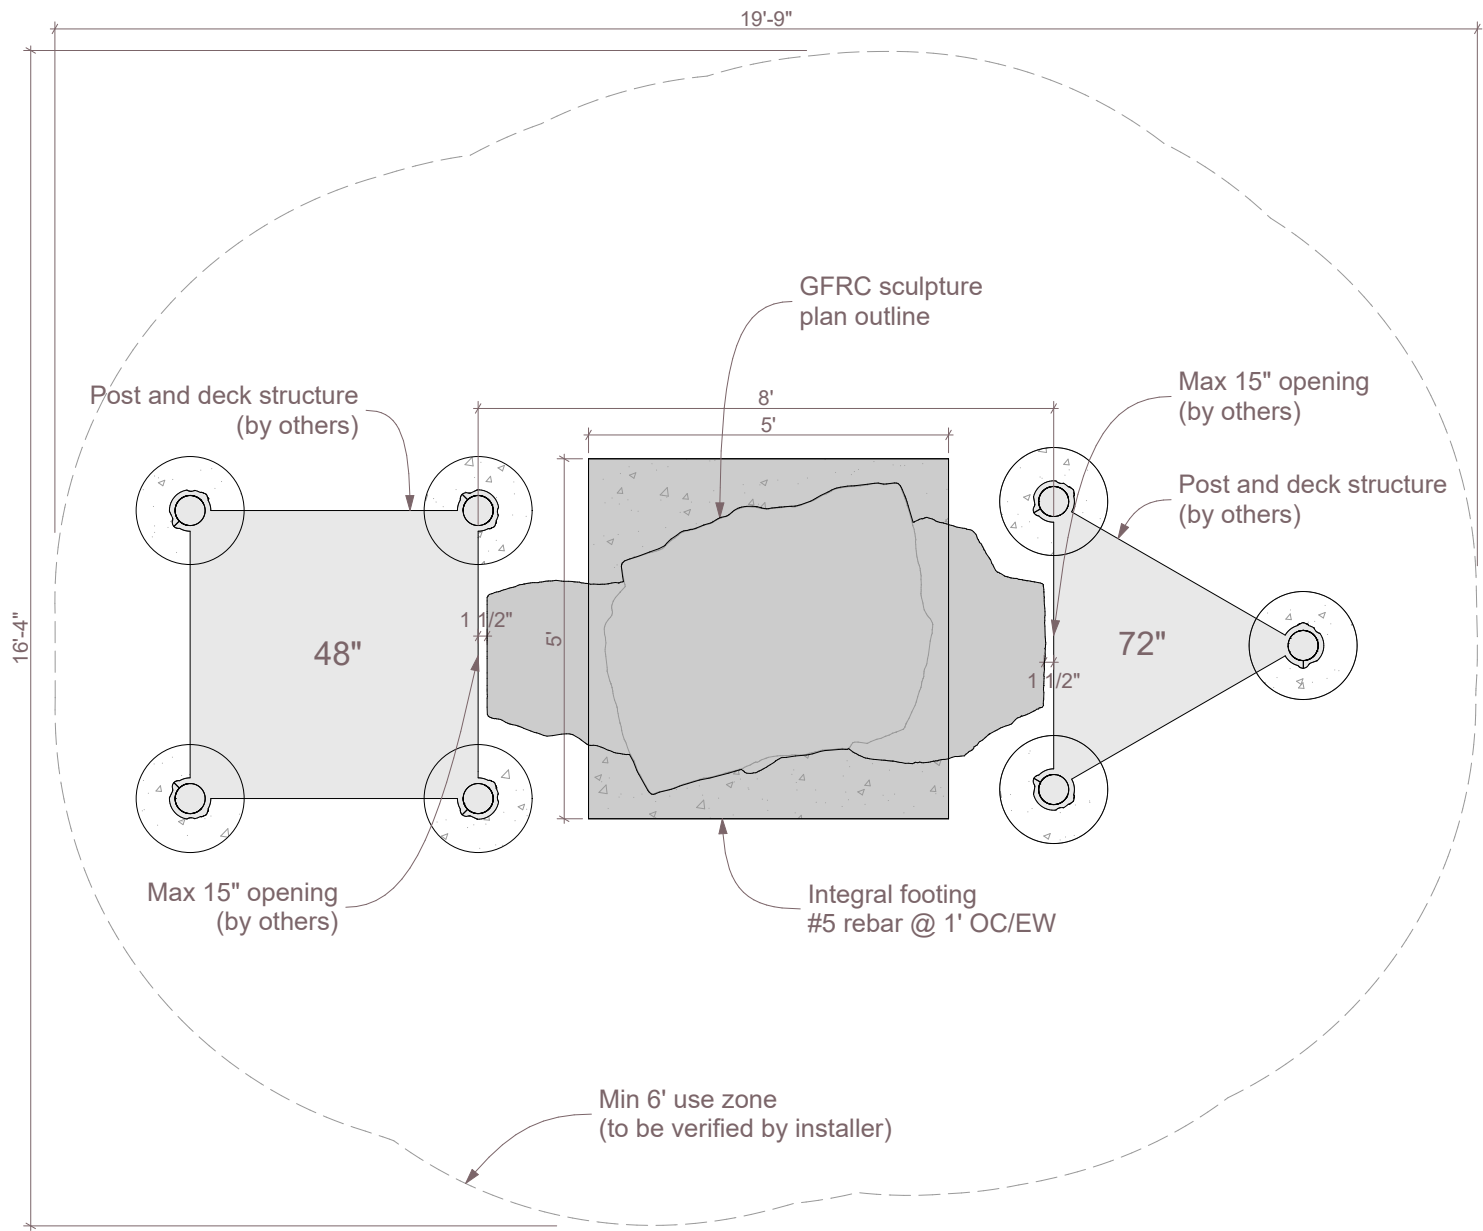 19'-9"
GFRC sculpture
plan outline
Post and deck structure
(by others)
Max 15" opening
(by others)
8'
5'
Post and deck structure
(by others)
1 1/2"
5'
16'-4"
48"
72"
1 1/2"
Max 15" opening
(by others)
Integral footing
#5 rebar @ 1' OC/EW
Min 6' use zone
(to be verified by installer)